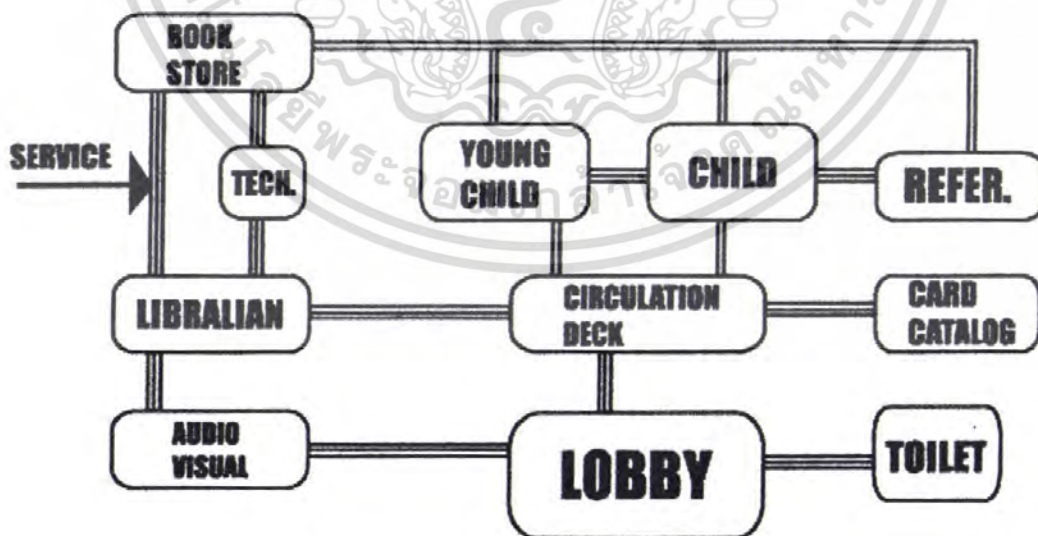 BOOK
STORE
SERVICE
TECH.
YOUNG
CHILD
CHILD
REFER.
LIBRALIAN
CIRCULATION
DECK
CARD
CATALOG
AUDIO
VISUAL
LOBBY
TOILET